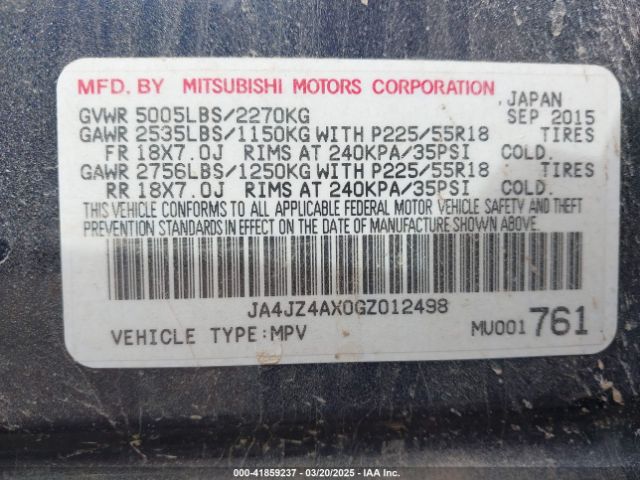 MFD. BY MITSUBISHI MOTORS CORPORATION JAPAN
GVWR 5005LBS/2270KG SEP 2015
GAWR 2535LBS/1150KG WITH P225/55R18 TIRES
FR 18X7.0J RIMS AT 240KPA/35PSI COLD.
GAWR 2756LBS/1250KG WITH P225/55R18 TIRES
RR 18X7.0J RIMS AT 240KPA/35PSI COLD.
THIS VEHICLE CONFORMS TO ALL APPLICABLE FEDERAL MOTOR VEHICLE SAFETY AND THEFT
PREVENTION STANDARDS IN EFFECT ON THE DATE OF MANUFACTURE SHOWN ABOVE.
JA4JZ4AX0GZ012498
VEHICLE TYPE:MPV MU001 761
000-41859237 - 03/20/2025 - IAA Inc.